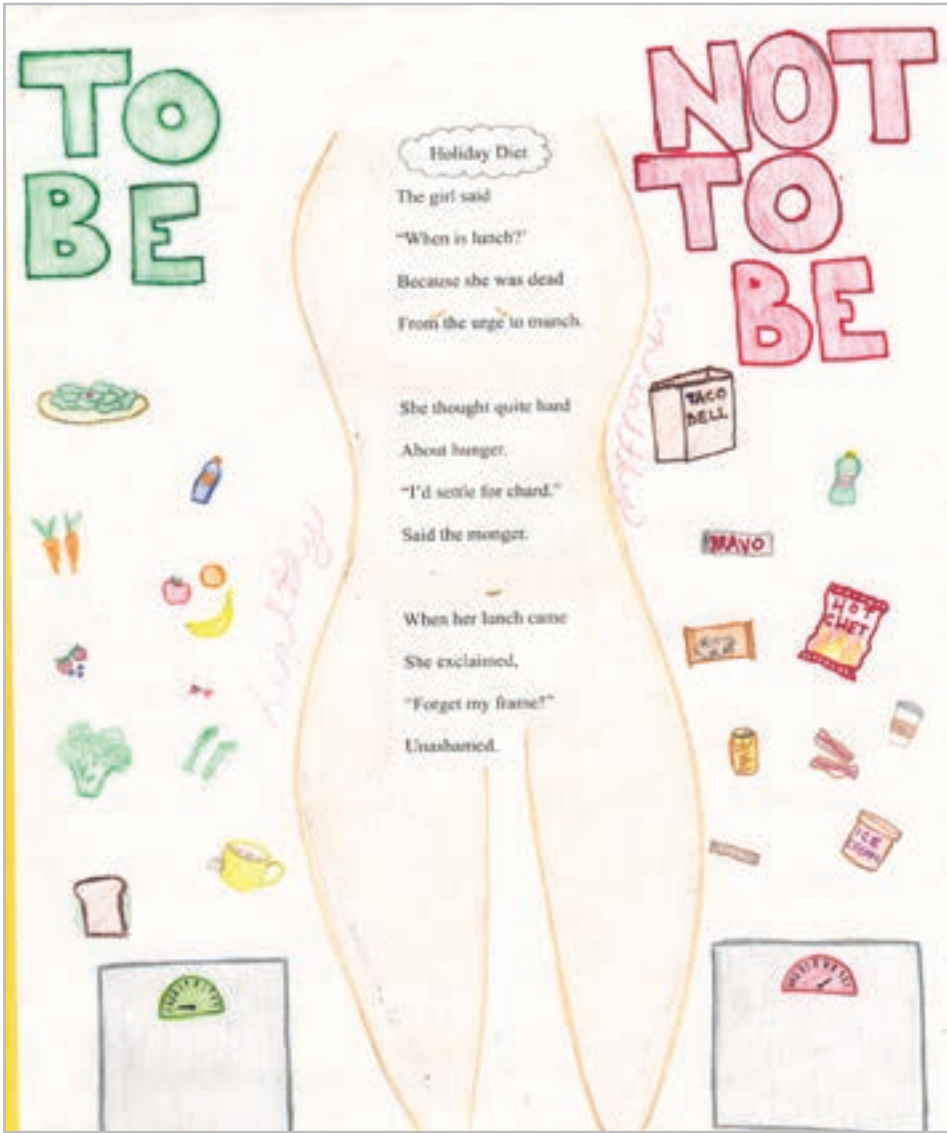 TO
BE
NOT
TO
BE
Holiday Diet
The girl said
"When is lunch?'
Because she was dead
From the urge to munch.
She thought quite hard
About hunger.
"I'd settle for chard."
Said the monger.
When her lunch came
She exclaimed,
"Forget my frame!"
Unashamed.
healthy
TACO
BELL
BRAVO
HOT
CHET
ICE
CREAM